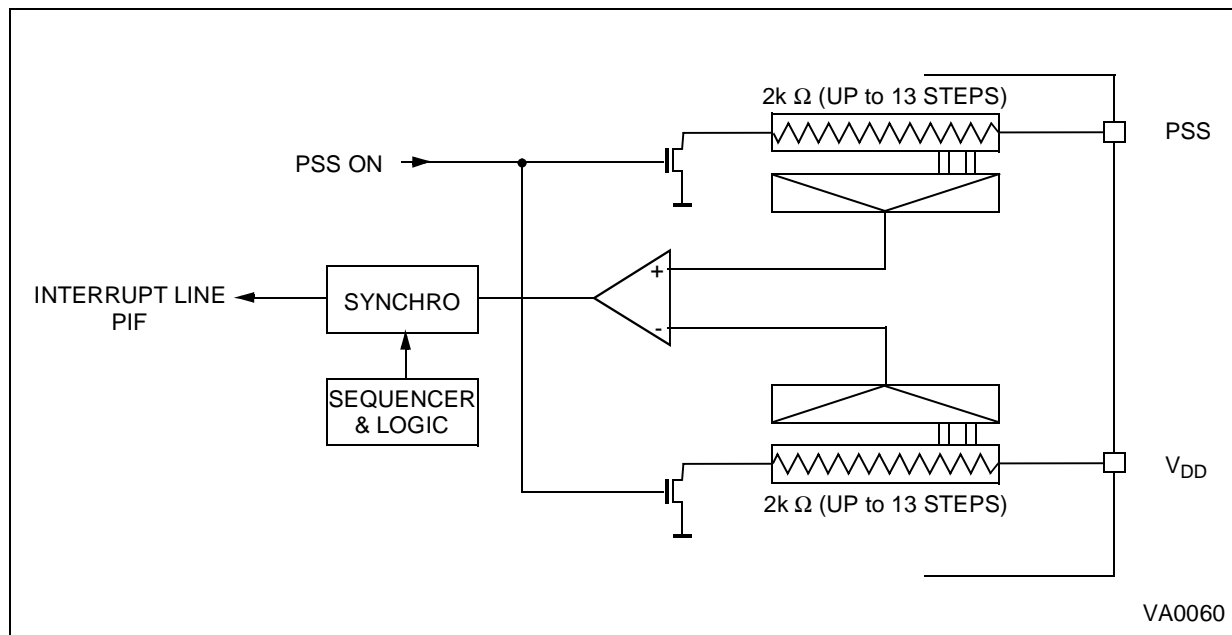 2k Ω (UP to 13 STEPS)
PSS
PSS ON
+
INTERRUPT LINE
PIF
SYNCHRO
-
SEQUENCER
& LOGIC
V_DD
2k Ω (UP to 13 STEPS)
VA0060